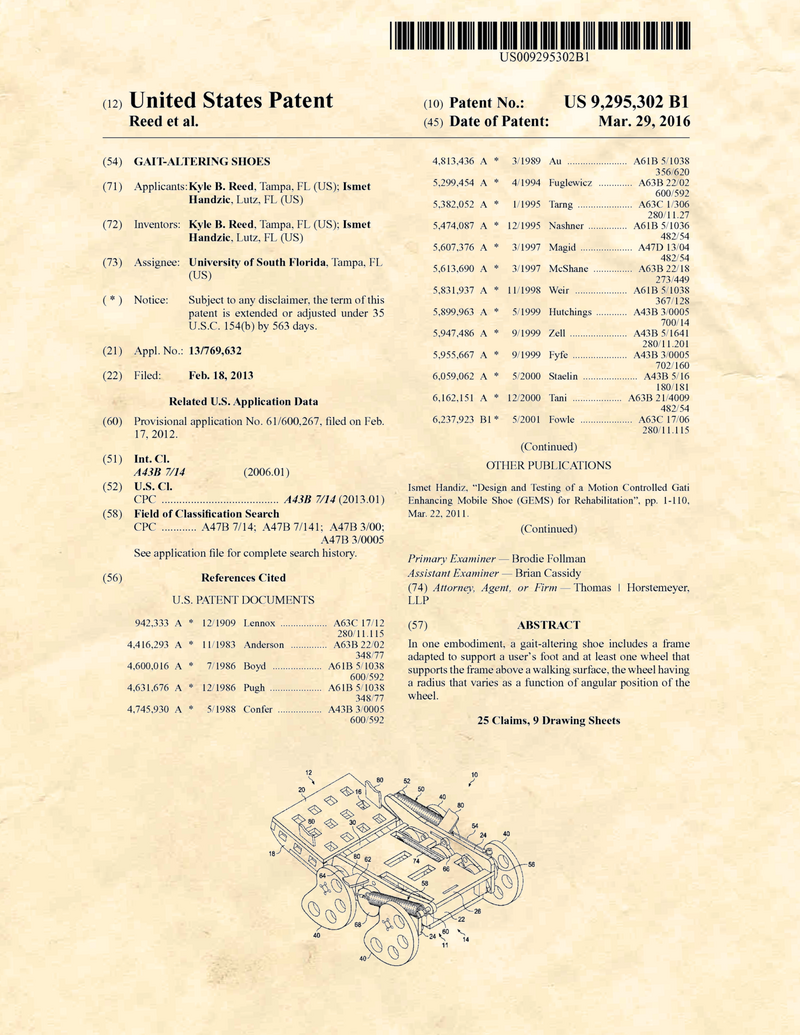 US009295302B1
(12) United States Patent
Reed et al.
(10) Patent No.: US 9,295,302 B1
(45) Date of Patent: Mar. 29, 2016
(54) GAIT-ALTERING SHOES
(71) Applicants: Kyle B. Reed, Tampa, FL (US); Ismet
Handzic, Lutz, FL (US)
(72) Inventors: Kyle B. Reed, Tampa, FL (US); Ismet
Handzic, Lutz, FL (US)
(73) Assignee: University of South Florida, Tampa, FL
(US)
( * ) Notice: Subject to any disclaimer, the term of this
patent is extended or adjusted under 35
U.S.C. 154(b) by 563 days.
(21) Appl. No.: 13/769,632
(22) Filed: Feb. 18, 2013
Related U.S. Application Data
(60) Provisional application No. 61/600,267, filed on Feb.
17, 2012.
(51) Int. Cl.
A43B 7/14 (2006.01)
(52) U.S. Cl.
CPC ........................................ A43B 7/14 (2013.01)
(58) Field of Classification Search
CPC ............ A47B 7/14; A47B 7/141; A47B 3/00;
A47B 3/0005
See application file for complete search history.
(56) References Cited
U.S. PATENT DOCUMENTS
942,333 A * 12/1909 Lennox .................. A63C 17/12
280/11.115
4,416,293 A * 11/1983 Anderson ............. A63B 22/02
348/77
4,600,016 A * 7/1986 Boyd ................... A61B 5/1038
600/592
4,631,676 A * 12/1986 Pugh .................... A61B 5/1038
348/77
4,745,930 A * 5/1988 Confer ................. A43B 3/0005
600/592
4,813,436 A * 3/1989 Au ...................... A61B 5/1038
356/620
5,299,454 A * 4/1994 Fuglewicz ............ A63B 22/02
600/592
5,382,052 A * 1/1995 Tarng .................... A63C 1/306
280/11.27
5,474,087 A * 12/1995 Nashner .............. A61B 5/1036
482/54
5,607,376 A * 3/1997 Magid .................... A47D 13/04
482/54
5,613,690 A * 3/1997 McShane .............. A63B 22/18
273/449
5,831,937 A * 11/1998 Weir ................... A61B 5/1038
367/128
5,899,963 A * 5/1999 Hutchings ............ A43B 3/0005
700/14
5,947,486 A * 9/1999 Zell .................... A43B 5/1641
280/11.201
5,955,667 A * 9/1999 Fyfe ..................... A43B 3/0005
702/160
6,059,062 A * 5/2000 Staelin .................... A43B 5/16
180/181
6,162,151 A * 12/2000 Tani .................. A63B 21/4009
482/54
6,237,923 B1 * 5/2001 Fowle ................... A63C 17/06
280/11.115
(Continued)
OTHER PUBLICATIONS
Ismet Handiz, “Design and Testing of a Motion Controlled Gati
Enhancing Mobile Shoe (GEMS) for Rehabilitation”, pp. 1-110,
Mar. 22, 2011.
(Continued)
Primary Examiner — Brodie Follman
Assistant Examiner — Brian Cassidy
(74) Attorney, Agent, or Firm — Thomas | Horstemeyer,
LLP
(57) ABSTRACT
In one embodiment, a gait-altering shoe includes a frame
adapted to support a user's foot and at least one wheel that
supports the frame above a walking surface, the wheel having
a radius that varies as a function of angular position of the
wheel.
25 Claims, 9 Drawing Sheets
12 80 52 50 40 10
20 16 80
54
80 30 24 40
18 80 62 74 66 56
64 58
26
22
68 60
40 24 11 14
40